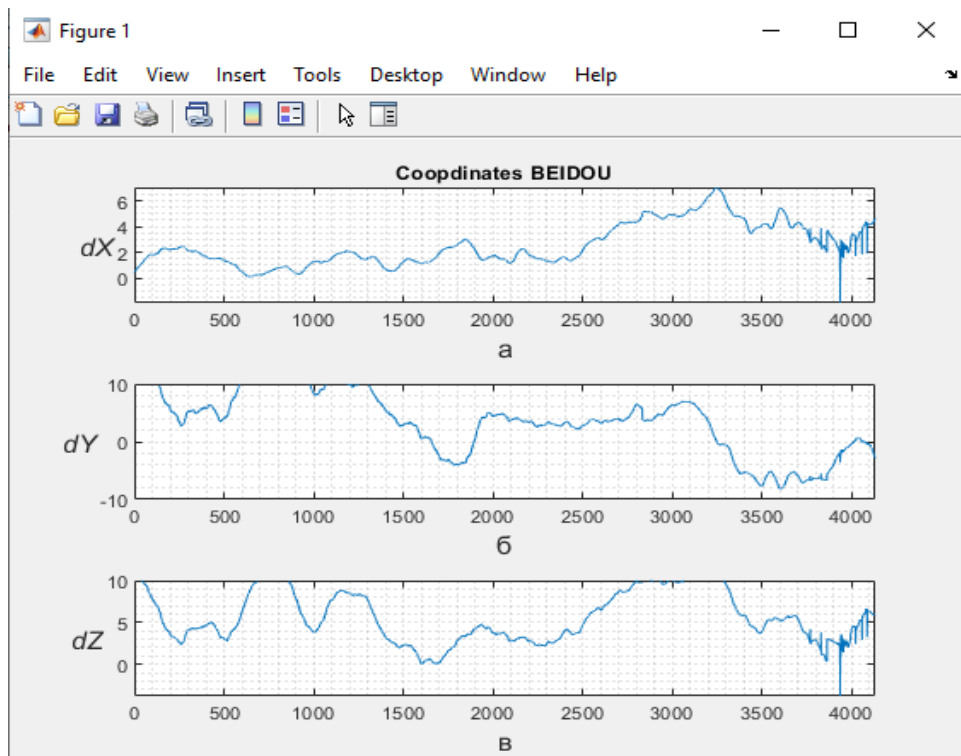 Figure 1
File Edit View Insert Tools Desktop Window Help
Coopdinates BEIDOU
6
4
dX 2
0
0 500 1000 1500 2000 2500 3000 3500 4000
а
10
dY 0
-10
0 500 1000 1500 2000 2500 3000 3500 4000
б
10
5
dZ
0
0 500 1000 1500 2000 2500 3000 3500 4000
в